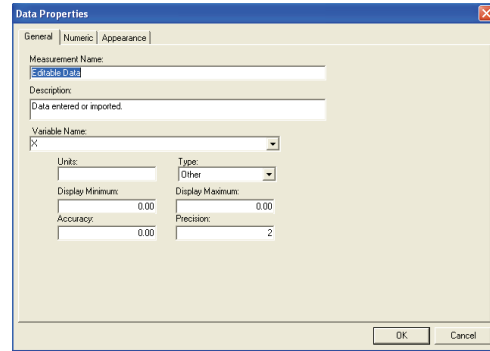 Data Properties
General Numeric Appearance
Measurement Name:
Editable Data
Description:
Data entered or imported.
Variable Name:
X
Units: Type:
Other
Display Minimum: Display Maximum:
0.00 0.00
Accuracy: Precision:
0.00 2
OK Cancel